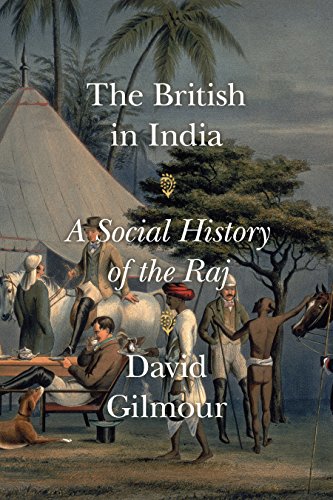 The British
in India
A Social History
of the Raj
David
Gilmour